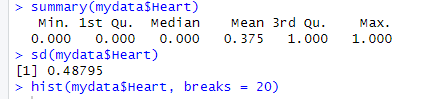 > summary(mydata$Heart)
Min. 1st Qu. Median Mean 3rd Qu. Max.
0.000 0.000 0.000 0.375 1.000 1.000
> sd(mydata$Heart)
[1] 0.48795
> hist(mydata$Heart, breaks = 20)